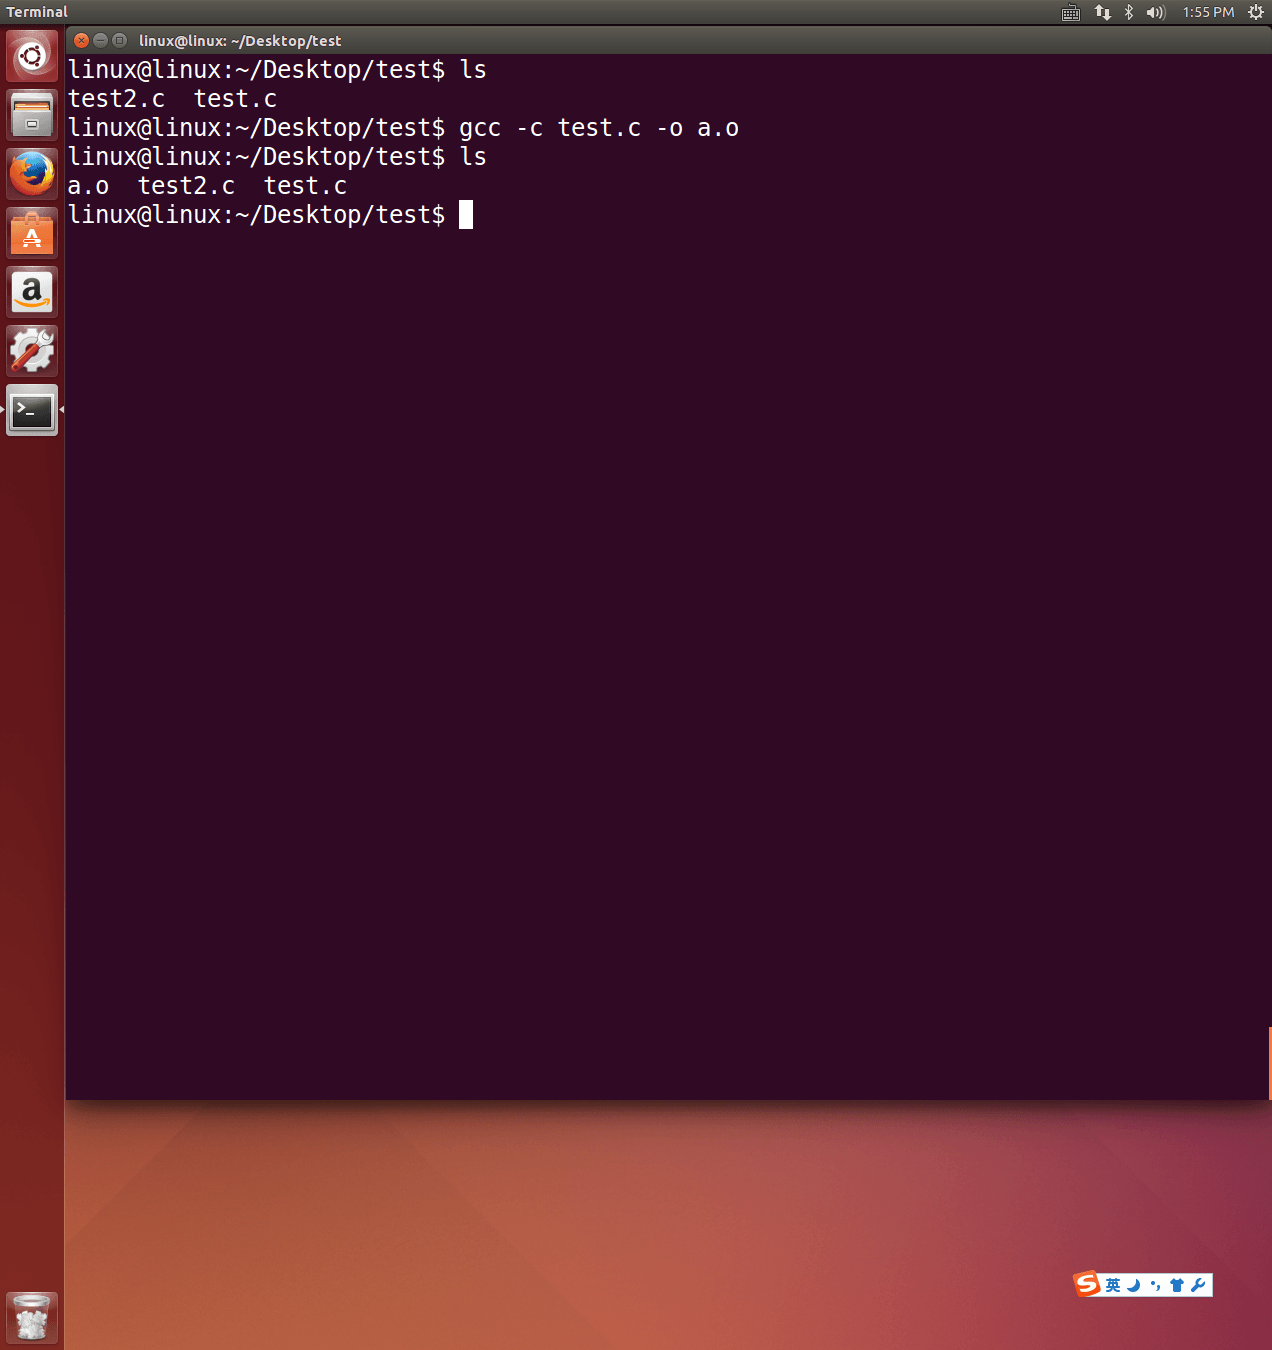 Terminal
1:55 PM
linux@linux: ~/Desktop/test
linux@linux:~/Desktop/test$ ls
test2.c  test.c
linux@linux:~/Desktop/test$ gcc -c test.c -o a.o
linux@linux:~/Desktop/test$ ls
a.o  test2.c  test.c
linux@linux:~/Desktop/test$
英